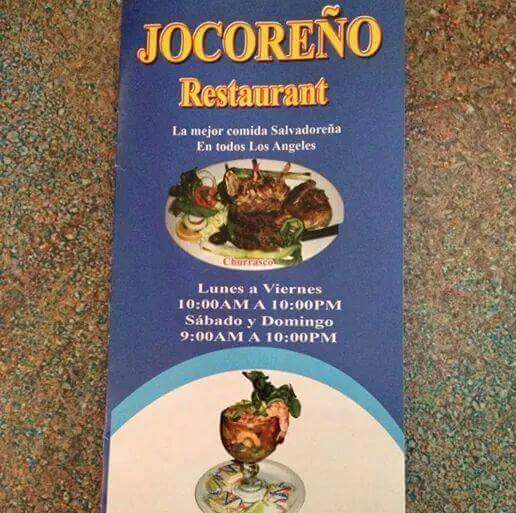 JOCOREÑO
Restaurant
La mejor comida Salvadoreña
En todos Los Angeles
Churrasco
Lunes a Viernes
10:00AM A 10:00PM
Sábado y Domingo
9:00AM A 10:00PM